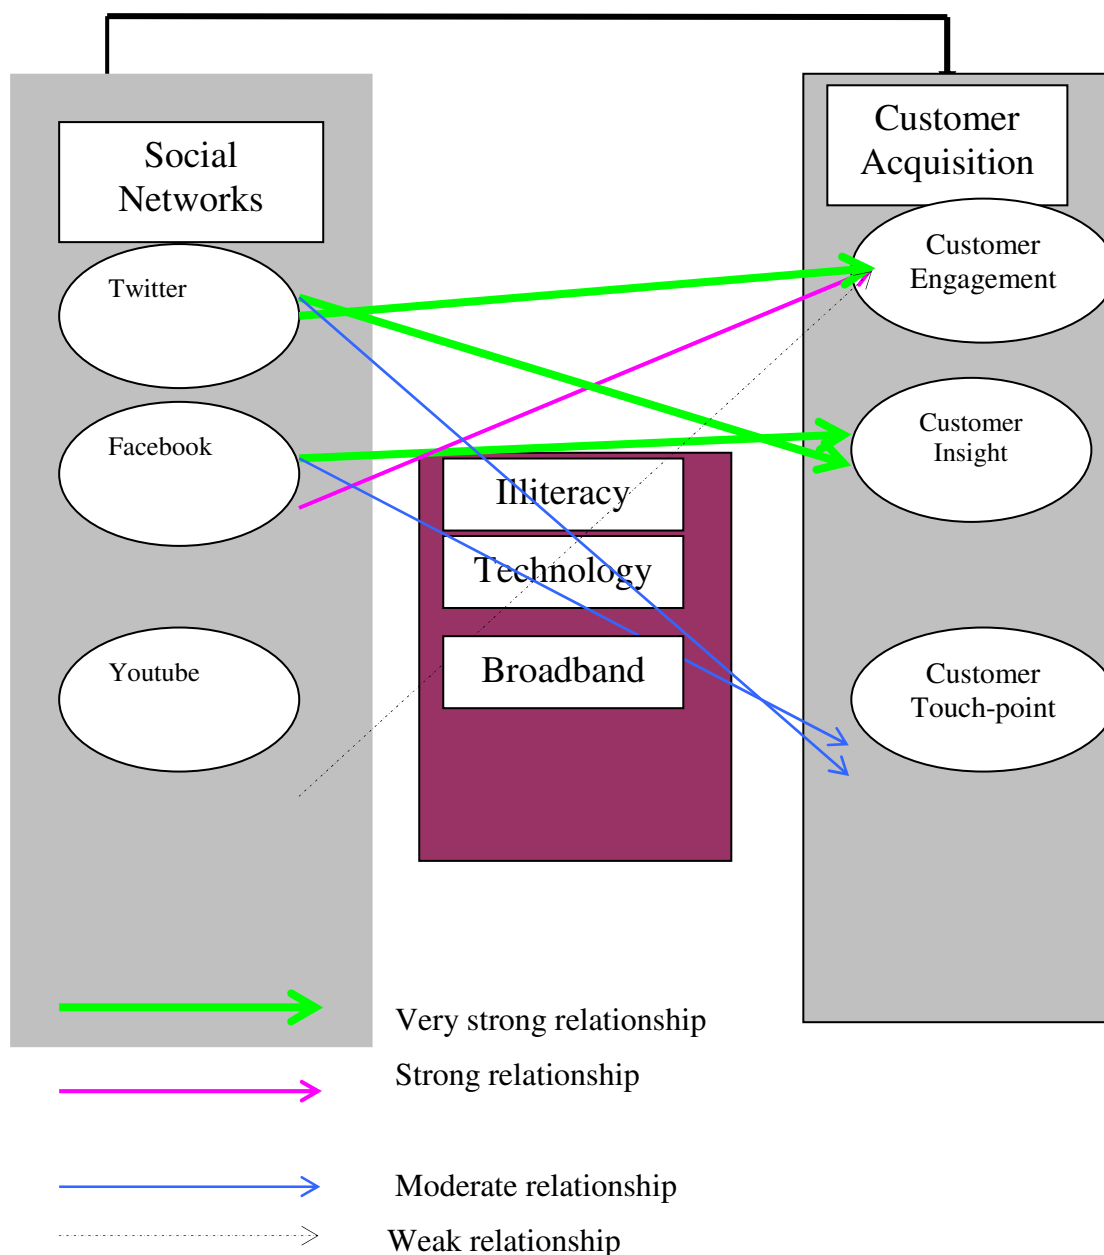 Social
Networks
Twitter
Facebook
Youtube
Illiteracy
Technology
Broadband
Customer
Acquisition
Customer
Engagement
Customer
Insight
Customer
Touch-point
Very strong relationship
Strong relationship
Moderate relationship
Weak relationship